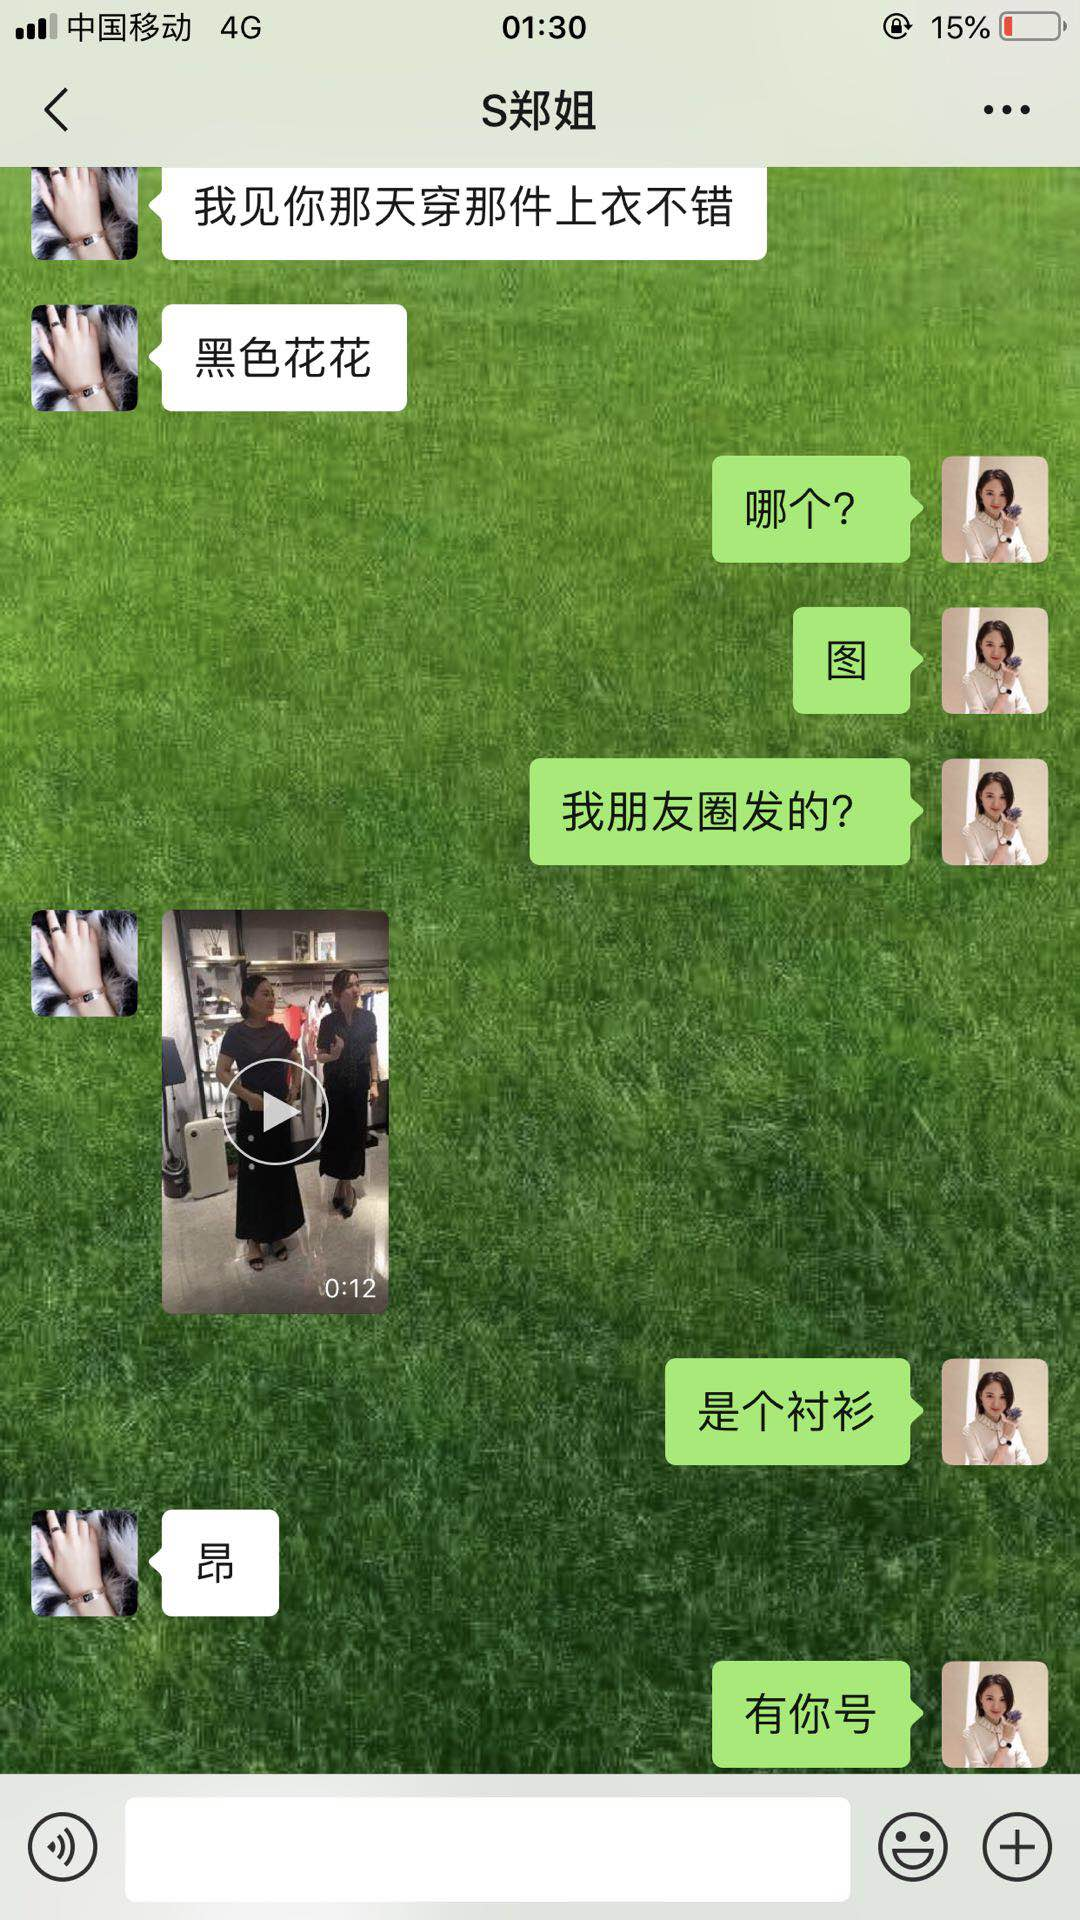 中国移动 4G 01:30 15%
S郑姐
我见你那天穿那件上衣不错
黑色花花
哪个?
图
我朋友圈发的?
0:12
是个衬衫
昂
有你号